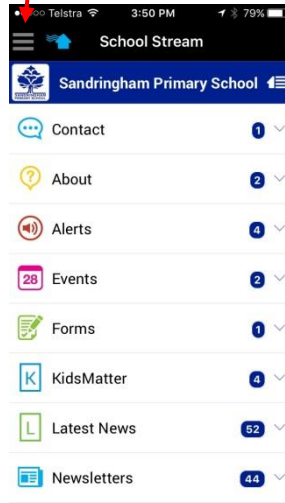 Telstra 3:50 PM 79%
School Stream
Sandringham Primary School
Contact 1
About 2
Alerts 4
28 Events 2
Forms 1
K KidsMatter 4
L Latest News 52
Newsletters 44